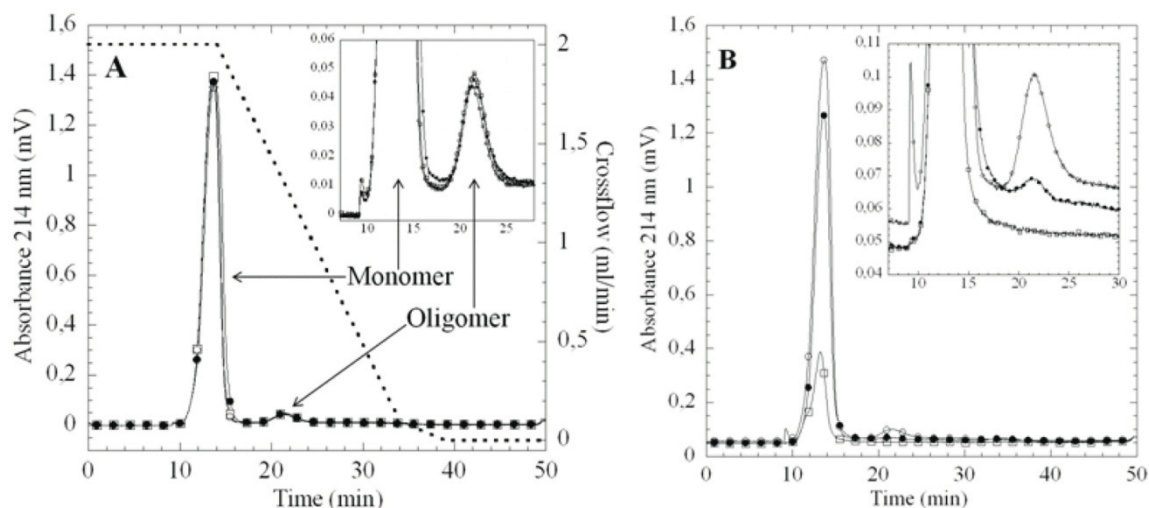 A
Absorbance 214 nm (mV)
1,6
1,4
1,2
1
0,8
0,6
0,4
0,2
0
0 10 20 30 40 50
Time (min)
2
1,5
1
0,5
0
Crossflow (ml/min)
0,06
0,05
0,04
0,03
0,02
0,01
0
10 15 20 25
Monomer
Oligomer
B
Absorbance 214 nm (mV)
1.6
1.4
1.2
1.0
0.8
0.6
0.4
0.2
0.0
0 10 20 30 40 50
Time (min)
0.11
0.10
0.09
0.08
0.07
0.06
0.05
0.04
10 15 20 25 30